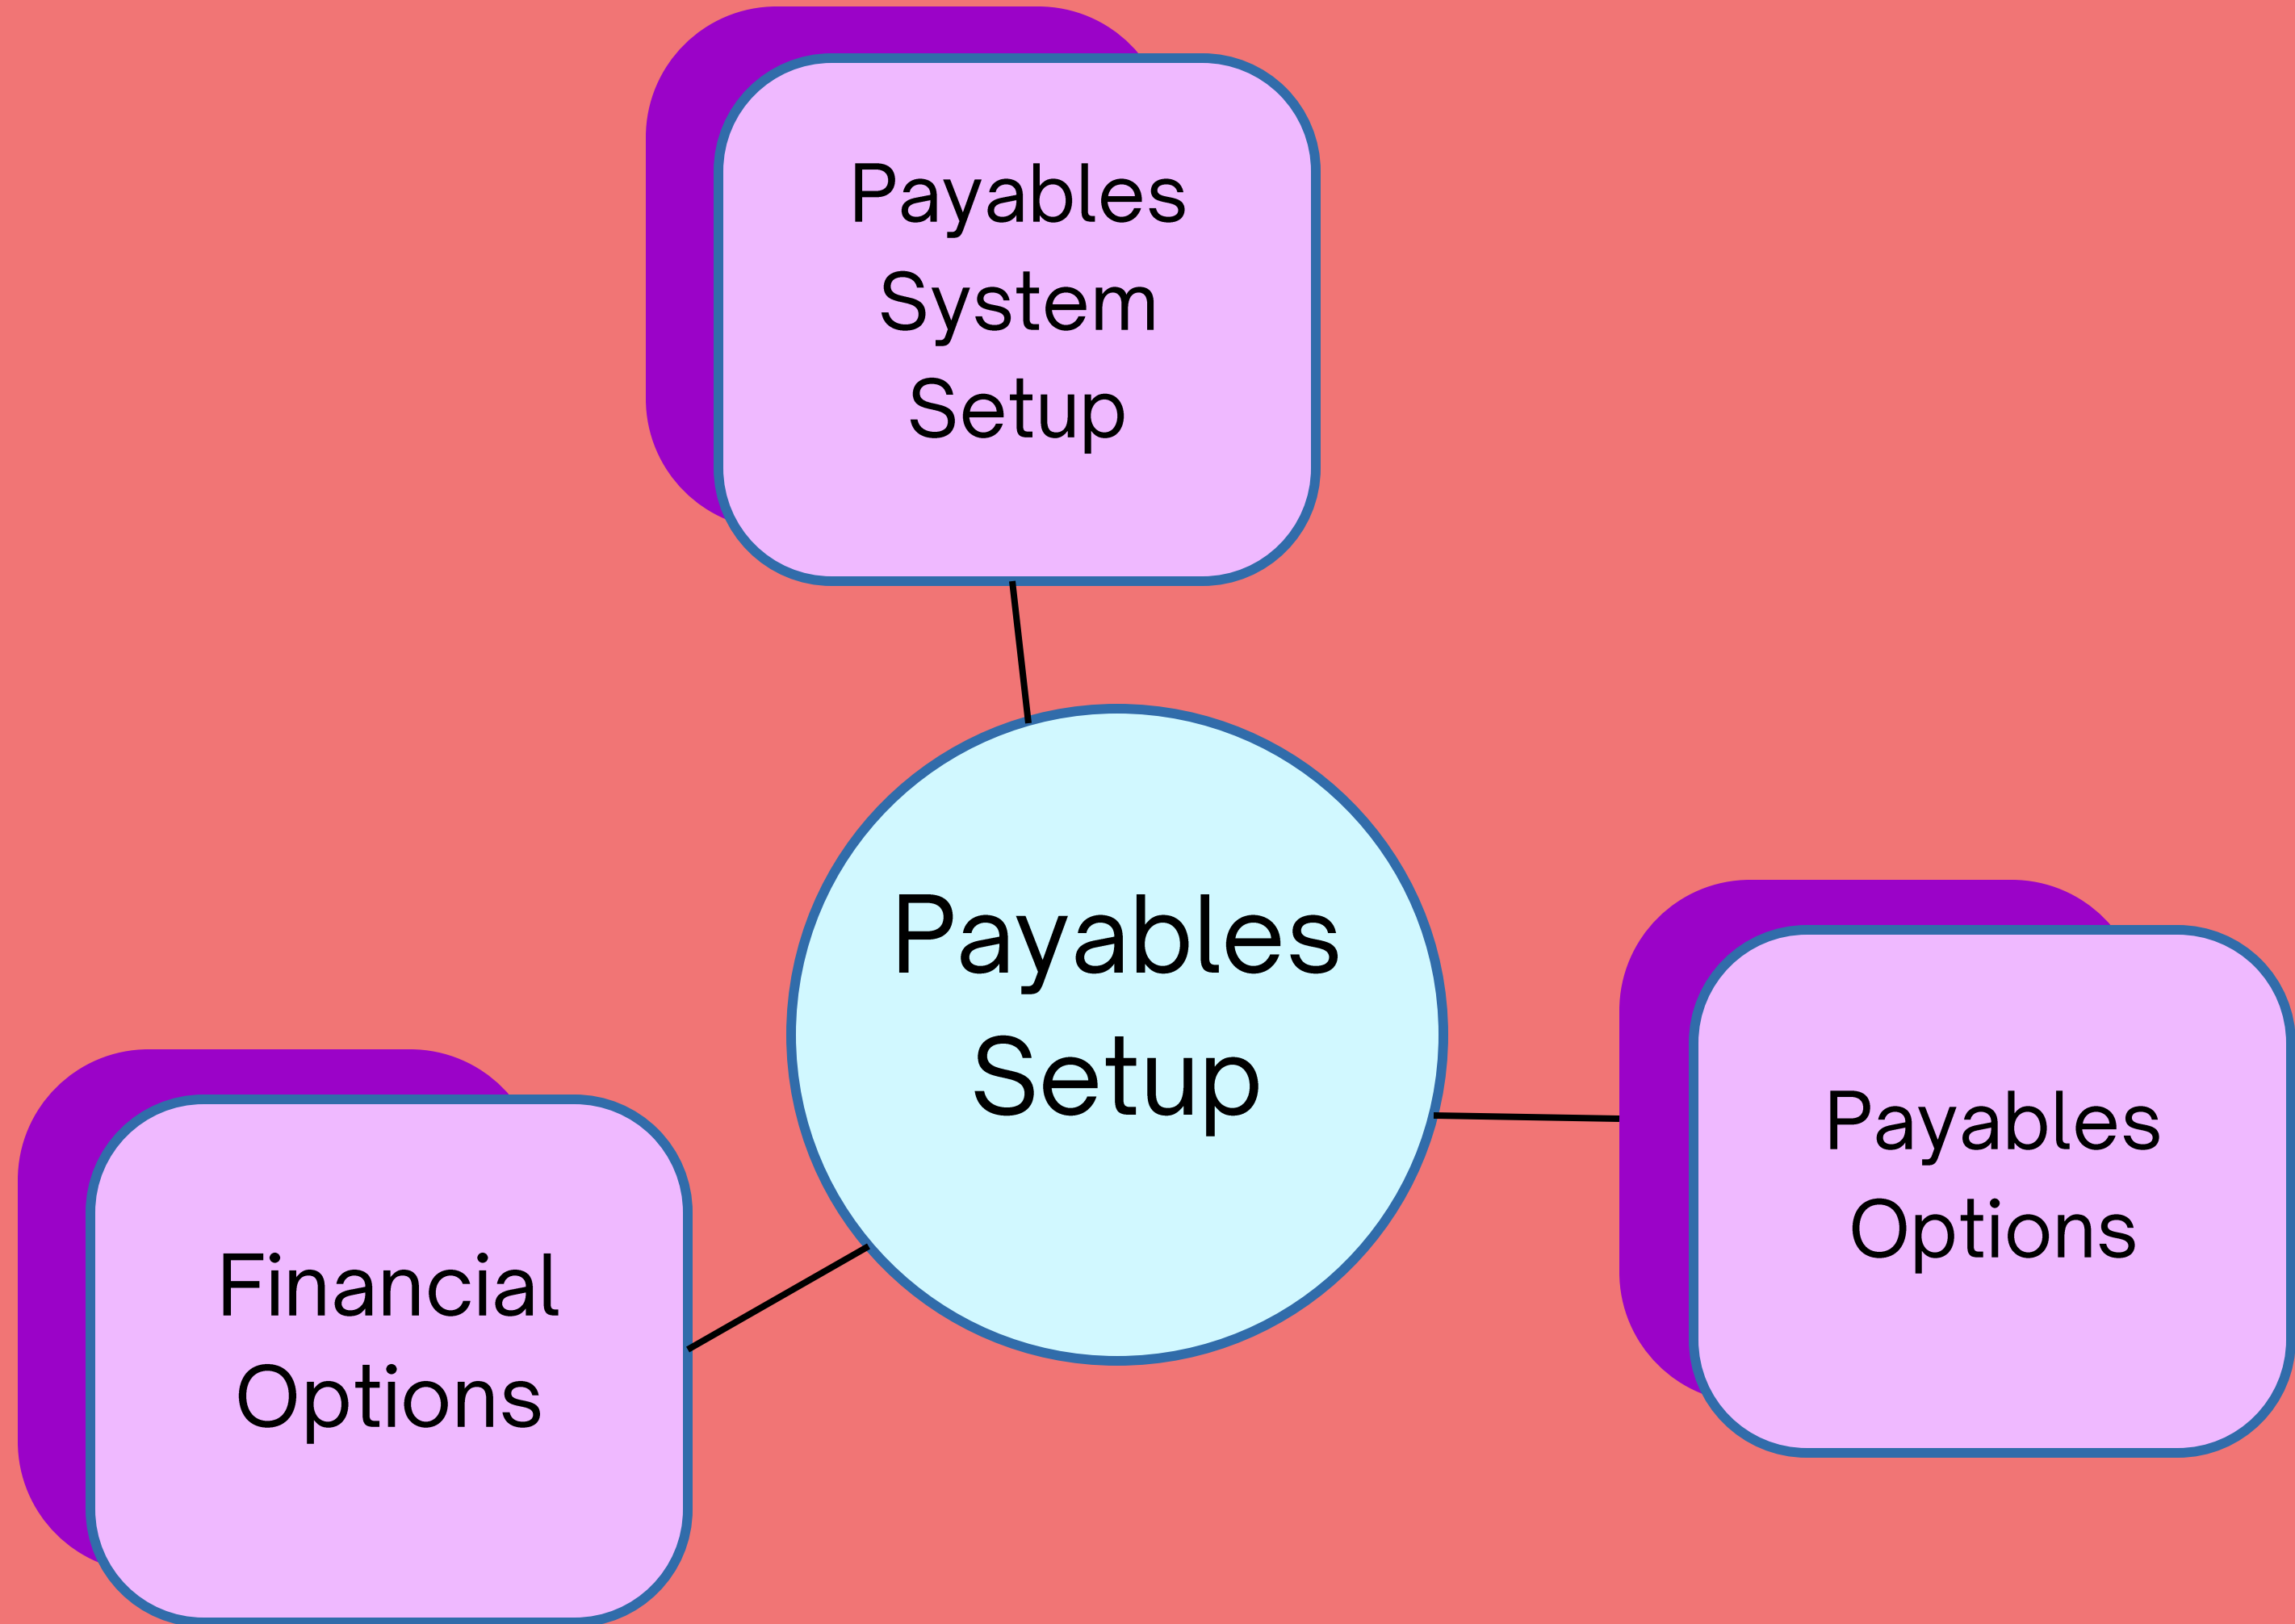 Payables
System
Setup
Payables
Setup
Payables
Options
Financial
Options